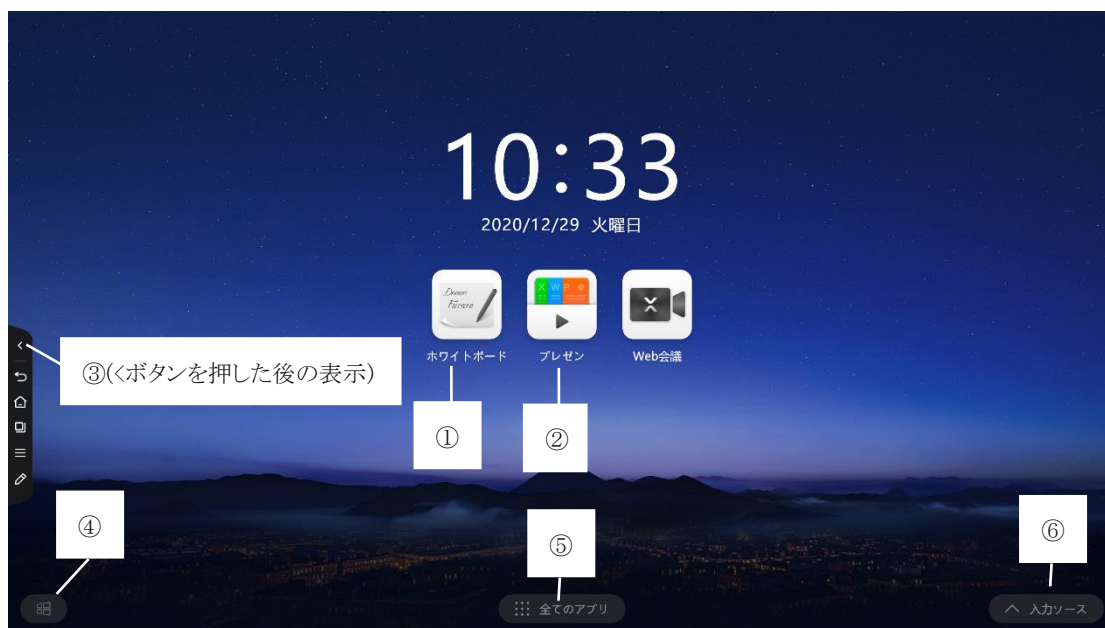 10:33
2020/12/29 火曜日
ホワイトボード
プレゼン
Web会議
X W P
③(<ボタンを押した後の表示)
①
②
④
⑤
⑥
全てのアプリ
入力ソース